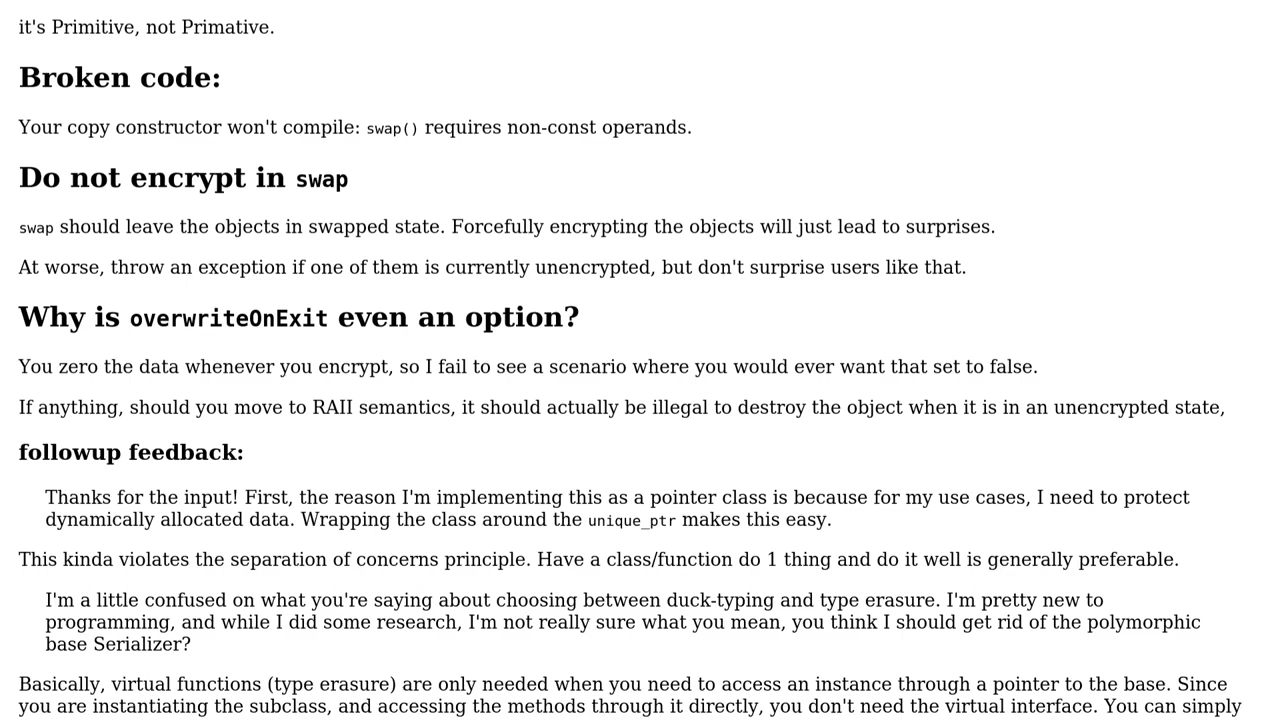 it's Primitive, not Primative.
Broken code:
Your copy constructor won't compile: swap() requires non-const operands.
Do not encrypt in swap
swap should leave the objects in swapped state. Forcefully encrypting the objects will just lead to surprises.
At worse, throw an exception if one of them is currently unencrypted, but don't surprise users like that.
Why is overwriteOnExit even an option?
You zero the data whenever you encrypt, so I fail to see a scenario where you would ever want that set to false.
If anything, should you move to RAII semantics, it should actually be illegal to destroy the object when it is in an unencrypted state,
followup feedback:
Thanks for the input! First, the reason I'm implementing this as a pointer class is because for my use cases, I need to protect
dynamically allocated data. Wrapping the class around the unique_ptr makes this easy.
This kinda violates the separation of concerns principle. Have a class/function do 1 thing and do it well is generally preferable.
I'm a little confused on what you're saying about choosing between duck-typing and type erasure. I'm pretty new to
programming, and while I did some research, I'm not really sure what you mean, you think I should get rid of the polymorphic
base Serializer?
Basically, virtual functions (type erasure) are only needed when you need to access an instance through a pointer to the base. Since
you are instantiating the subclass, and accessing the methods through it directly, you don't need the virtual interface. You can simply